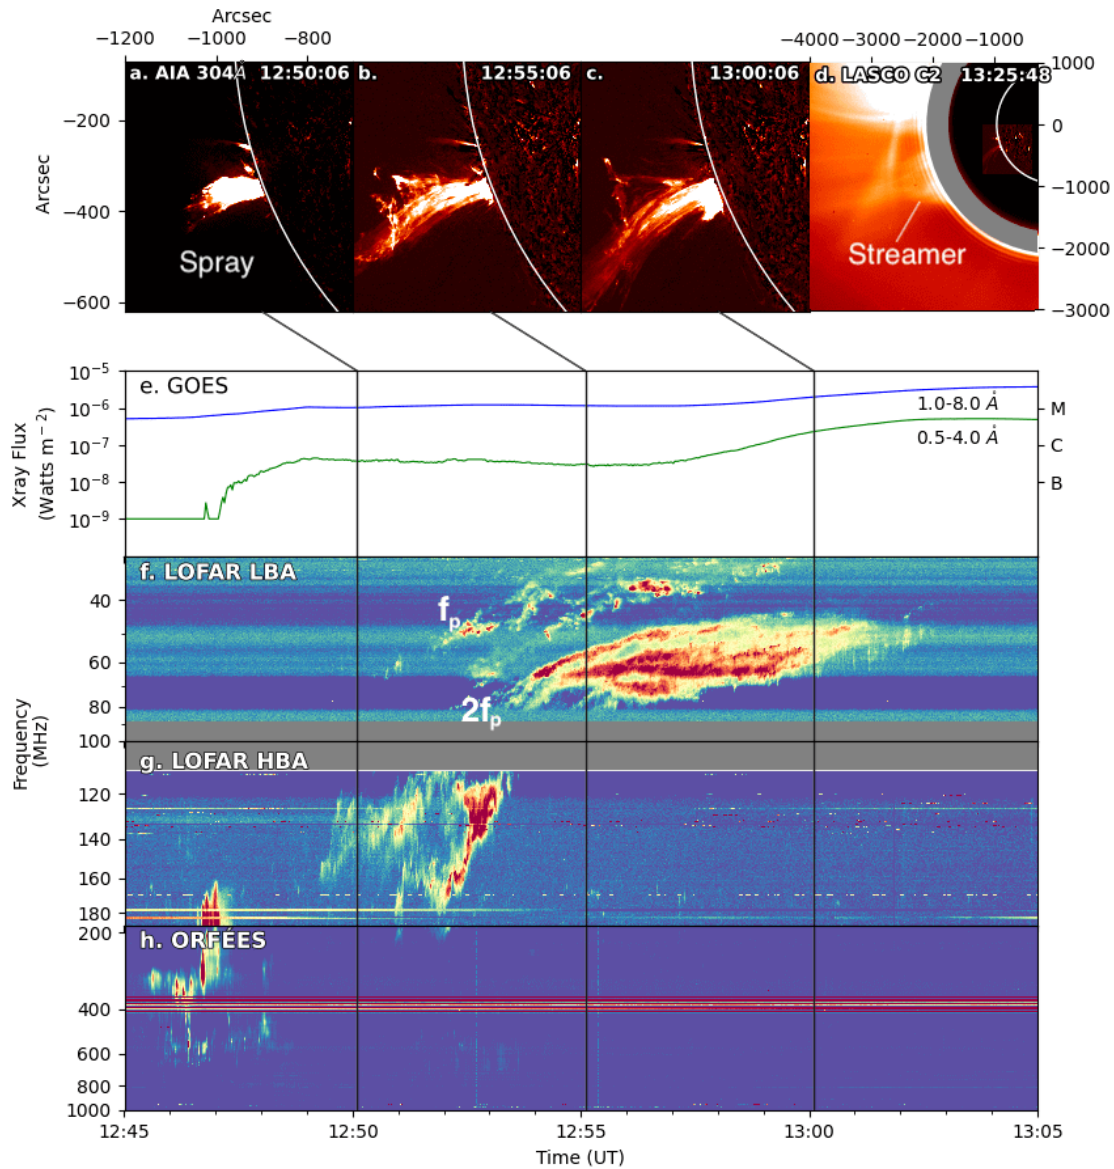 Arcsec
−1200 −1000 −800 −4000 −3000 −2000 −1000
a. AIA 304Å 12:50:06 b. 12:55:06 c. 13:00:06 d. LASCO C2 13:25:48
1000
−200 0
Arcsec
−400 −1000
Spray Streamer −2000
−600 −3000
10⁻⁵ e. GOES
10⁻⁶ 1.0-8.0 Å M
10⁻⁷ 0.5-4.0 Å C
10⁻⁸ B
10⁻⁹
Xray Flux
(Watts m⁻²)
f. LOFAR LBA
40 fₚ
60
80 2fₚ
100
Frequency
(MHz)
g. LOFAR HBA
120
140
160
180
200 h. ORFÉES
400
600
800
1000
12:45 12:50 12:55 13:00 13:05
Time (UT)